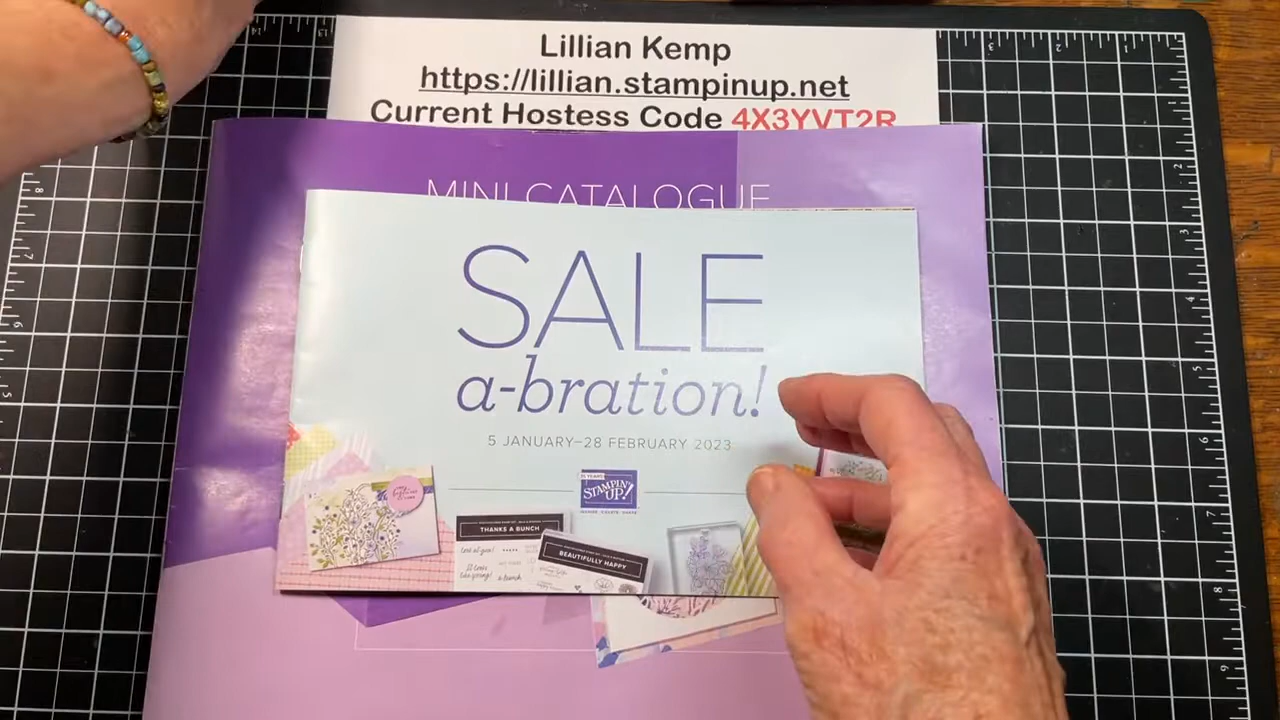 Lillian Kemp
https://lillian.stampinup.net
Current Hostess Code 4X3YVT2R
MINI CATALOGUE
SALE
a-bration!
5 JANUARY–28 FEBRUARY 2023
STAMPIN' UP!
THANKS A BUNCH
BEAUTIFULLY HAPPY